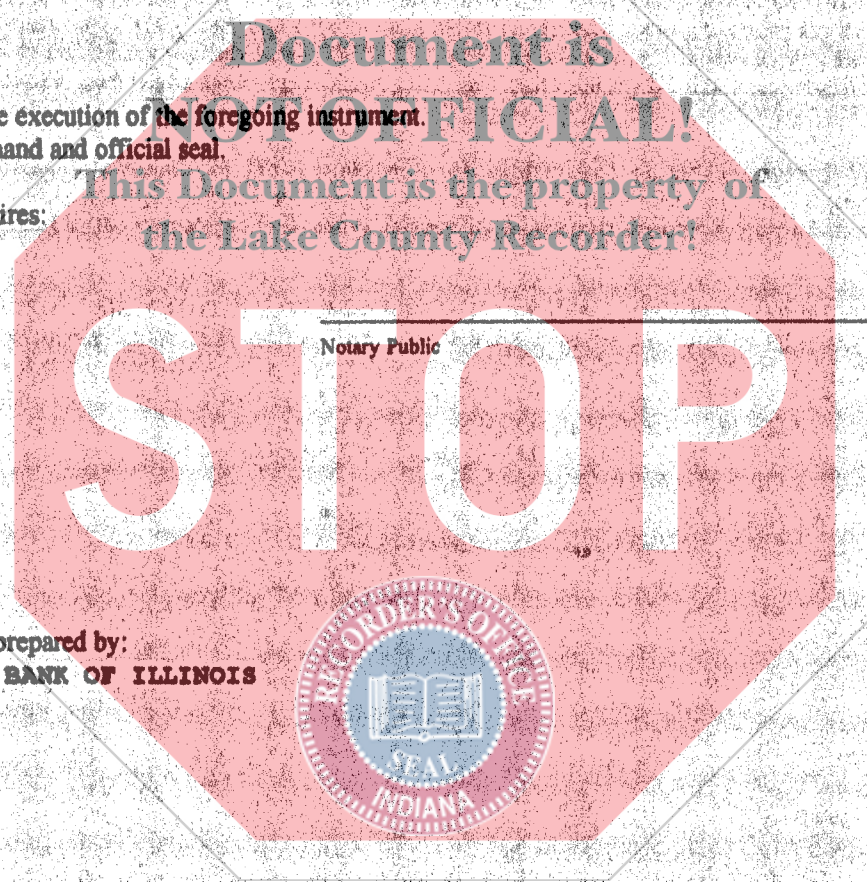 Document is
NOT OFFICIAL!
e execution of the foregoing instrument.
and and official seal.
This Document is the property of
ires:
the Lake County Recorder!
STOP
Notary Public
prepared by:
BANK OF ILLINOIS
RECORDER'S OFFICE
SEAL
INDIANA